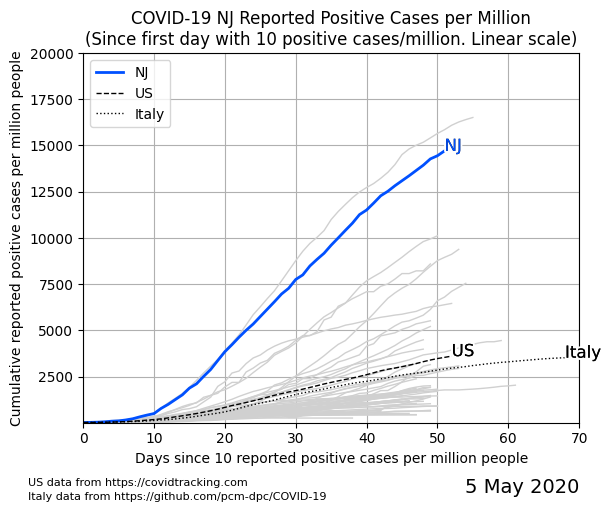 COVID-19 NJ Reported Positive Cases per Million
(Since first day with 10 positive cases/million. Linear scale)
Cumulative reported positive cases per million people
20000
17500
15000
12500
10000
7500
5000
2500
NJ
US
Italy
NJ
US
Italy
0 10 20 30 40 50 60 70
Days since 10 reported positive cases per million people
US data from https://covidtracking.com
Italy data from https://github.com/pcm-dpc/COVID-19
5 May 2020